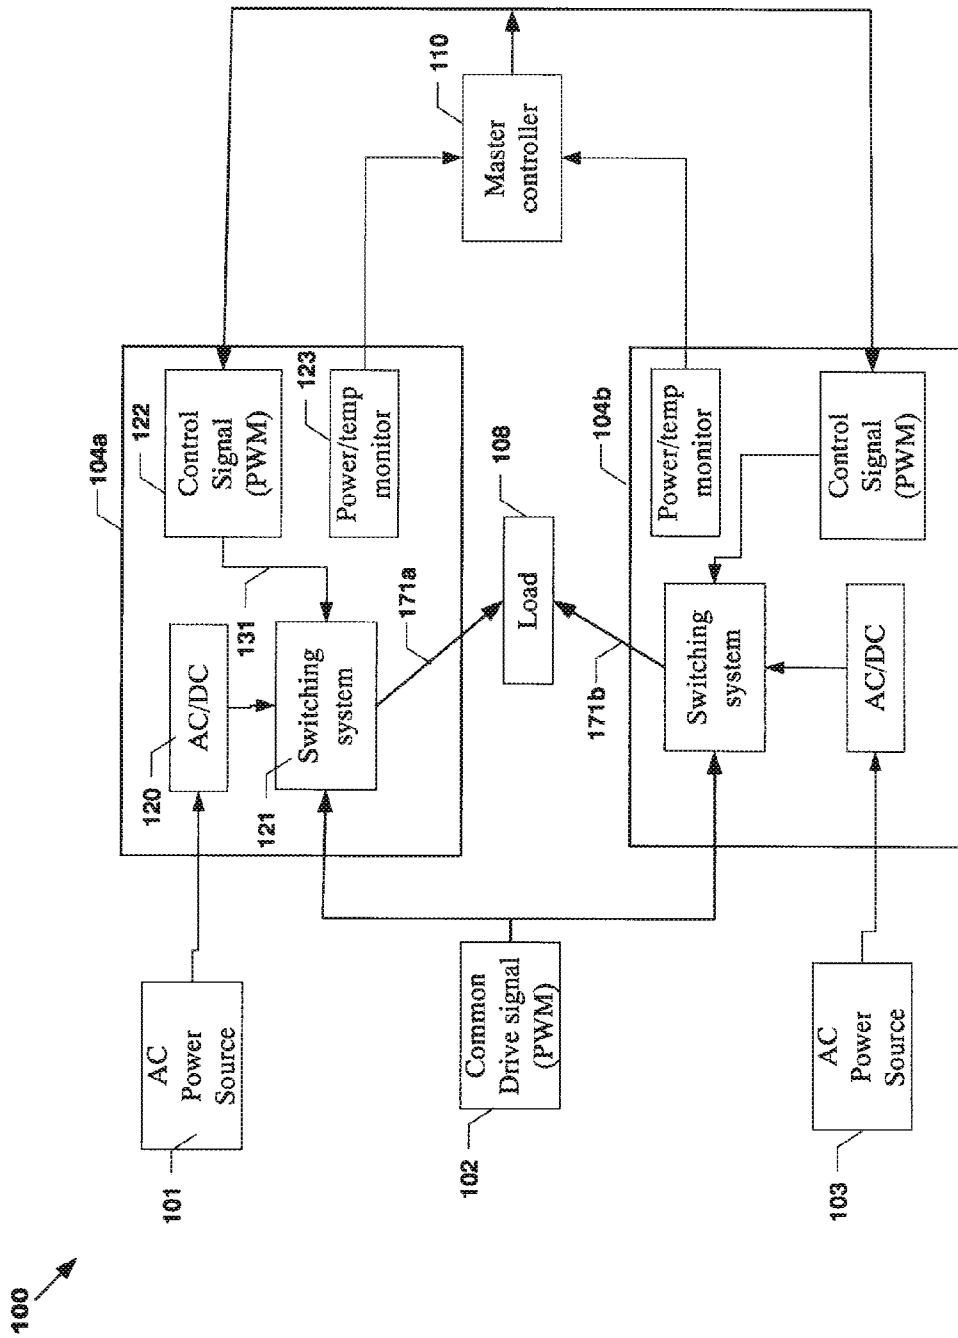 100
101
AC
Power
Source
120
AC/DC
104a
122
Control
Signal
(PWM)
131
121
Switching
system
171a
123
Power/temp
monitor
110
Master
controller
102
Common
Drive signal
(PWM)
108
Load
171b
104b
Power/temp
monitor
Switching
system
Control
Signal
(PWM)
AC/DC
103
AC
Power
Source